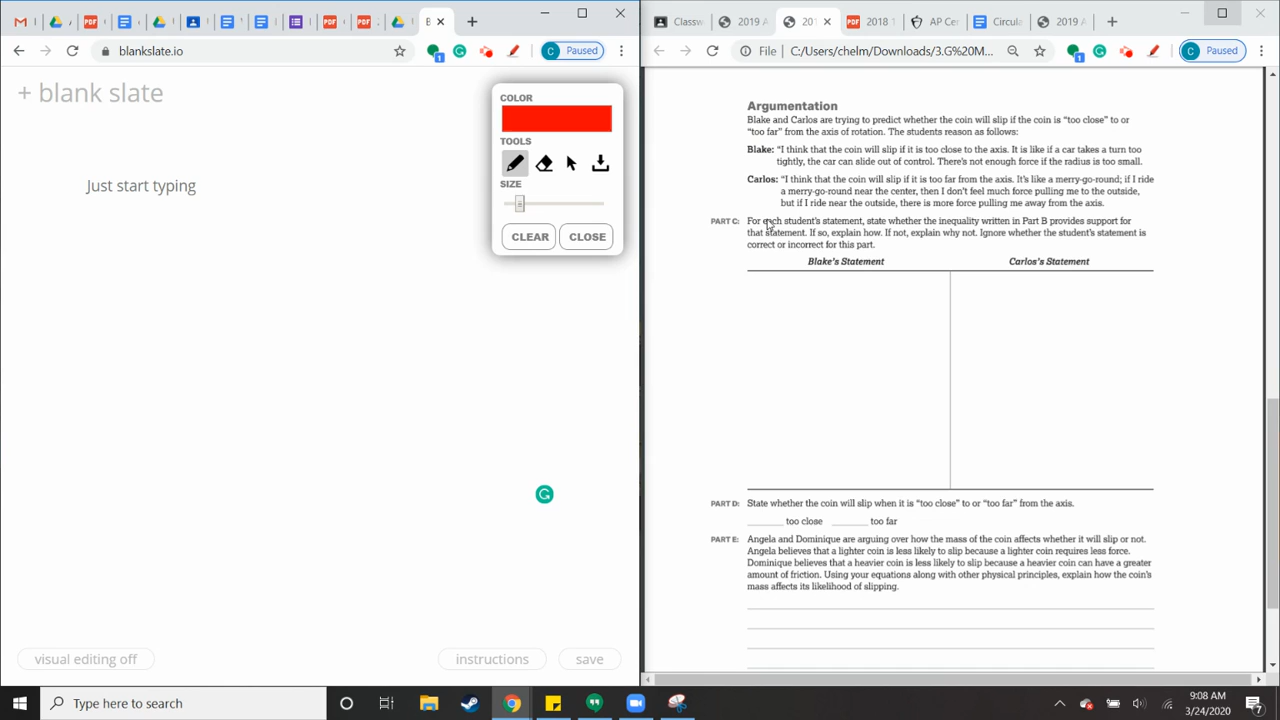 B
blankslate.io
Paused
+ blank slate
Just start typing
COLOR
TOOLS
SIZE
CLEAR
CLOSE
visual editing off
instructions
save
Classw
2019 A
201
2018
AP Cer
Circula
2019 A
File
C:/Users/chelm/Downloads/3.G%20M...
Paused
Argumentation
Blake and Carlos are trying to predict whether the coin will slip if the coin is “too close” to or
“too far” from the axis of rotation. The students reason as follows:
Blake: “I think that the coin will slip if it is too close to the axis. It is like if a car takes a turn too
tightly, the car can slide out of control. There's not enough force if the radius is too small.
Carlos: “I think that the coin will slip if it is too far from the axis. It's like a merry-go-round; if I ride
a merry-go-round near the center, then I don't feel much force pulling me to the outside,
but if I ride near the outside, there is more force pulling me away from the axis.
PART C: For each student's statement, state whether the inequality written in Part B provides support for
that statement. If so, explain how. If not, explain why not. Ignore whether the student's statement is
correct or incorrect for this part.
Blake's Statement
Carlos's Statement
PART D: State whether the coin will slip when it is “too close” to or “too far” from the axis.
______ too close ______ too far
PART E: Angela and Dominique are arguing over how the mass of the coin affects whether it will slip or not.
Angela believes that a lighter coin is less likely to slip because a lighter coin requires less force.
Dominique believes that a heavier coin is less likely to slip because a heavier coin can have a greater
amount of friction. Using your equations along with other physical principles, explain how the coin's
mass affects its likelihood of slipping.
Type here to search
9:08 AM
3/24/2020
7